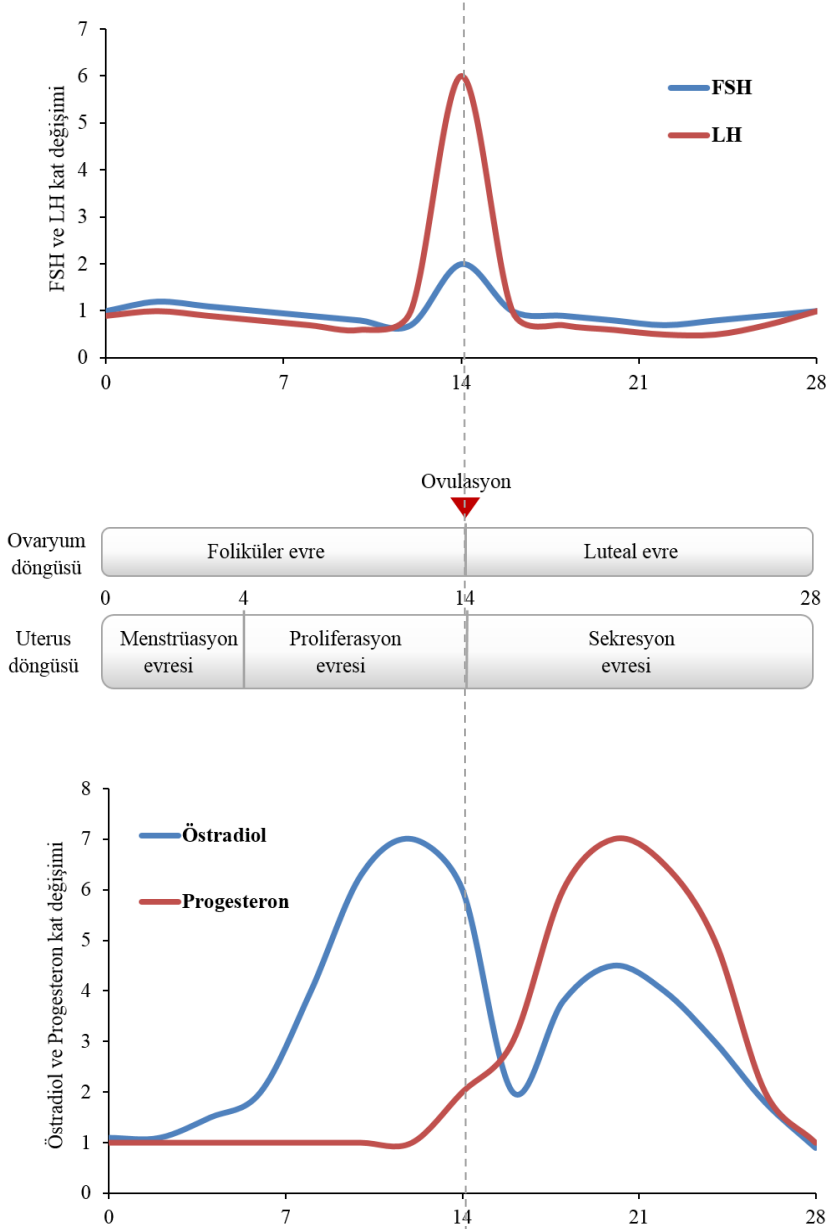 FSH ve LH kat değişimi
7
6
5
4
3
2
1
0
FSH
LH
0 7 14 21 28
Ovulasyon
Ovaryum
döngüsü
Foliküler evre
Luteal evre
0 4 14 28
Uterus
döngüsü
Menstrüasyon
evresi
Proliferasyon
evresi
Sekresyon
evresi
Östradiol ve Progesteron kat değişimi
8
7
6
5
4
3
2
1
0
Östradiol
Progesteron
0 7 14 21 28